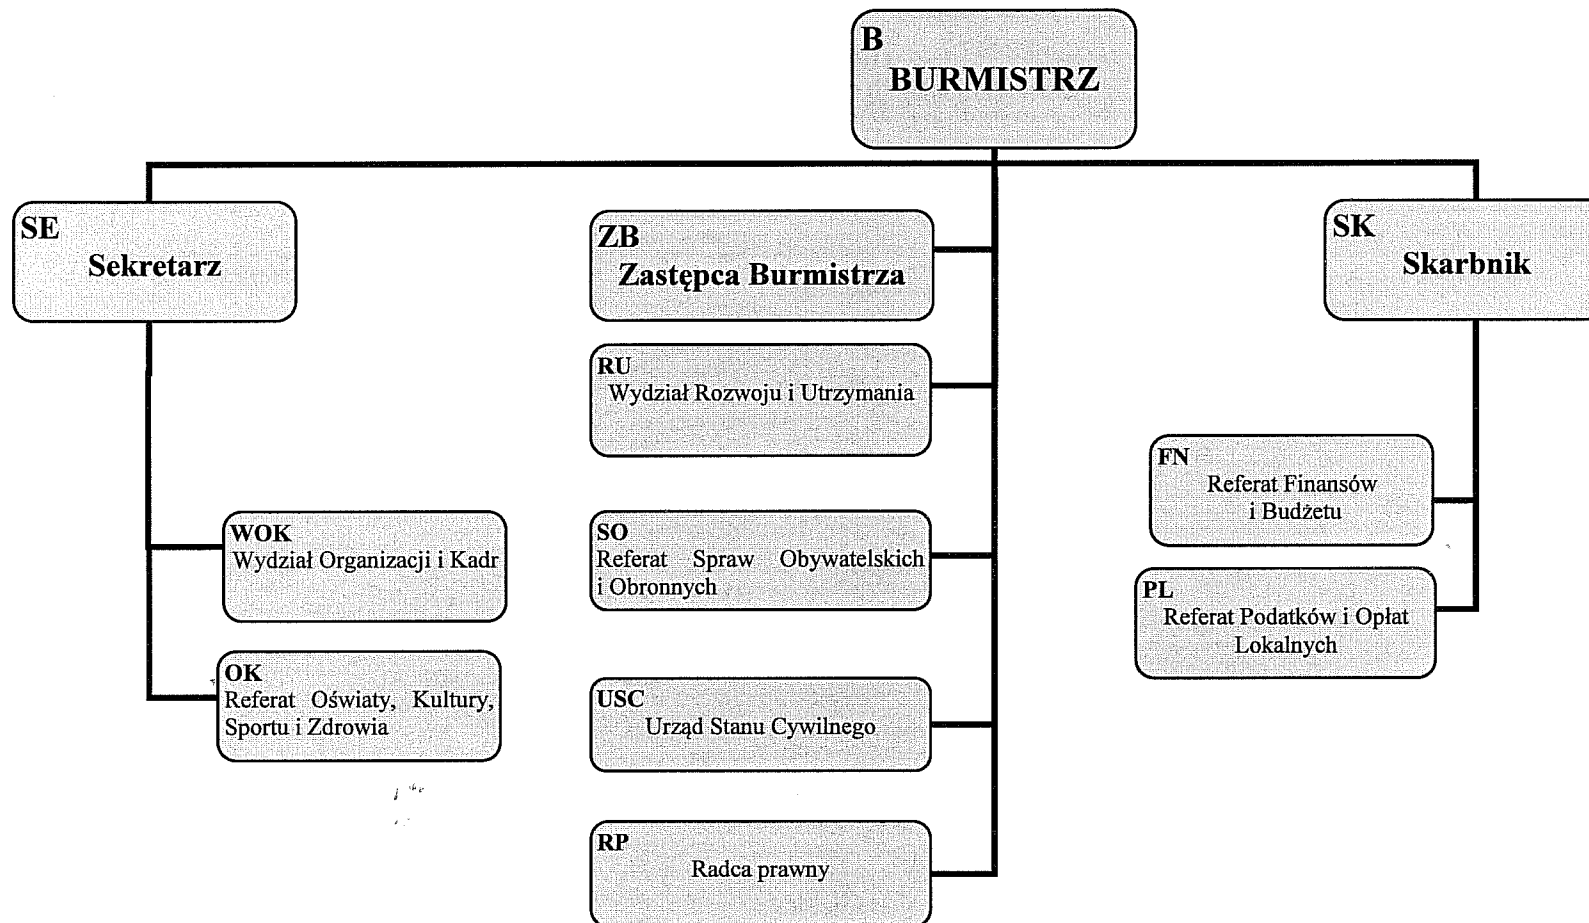 B
BURMISTRZ
SE
Sekretarz
ZB
Zastępca Burmistrza
SK
Skarbnik
RU
Wydział Rozwoju i Utrzymania
FN
Referat Finansów
i Budżetu
WOK
Wydział Organizacji i Kadr
SO
Referat Spraw Obywatelskich
i Obronnych
PL
Referat Podatków i Opłat
Lokalnych
OK
Referat Oświaty, Kultury,
Sportu i Zdrowia
USC
Urząd Stanu Cywilnego
RP
Radca prawny